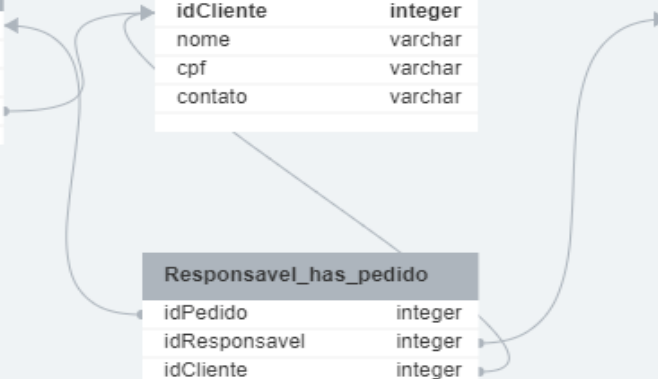 idCliente integer
nome varchar
cpf varchar
contato varchar
Responsavel_has_pedido
idPedido integer
idResponsavel integer
idCliente integer